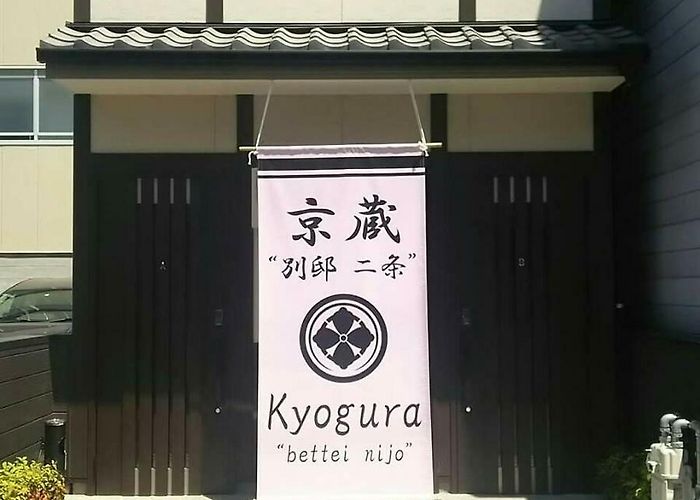 京蔵
“別邸 二条”
Kyogura
“bettei nijo”
A
B